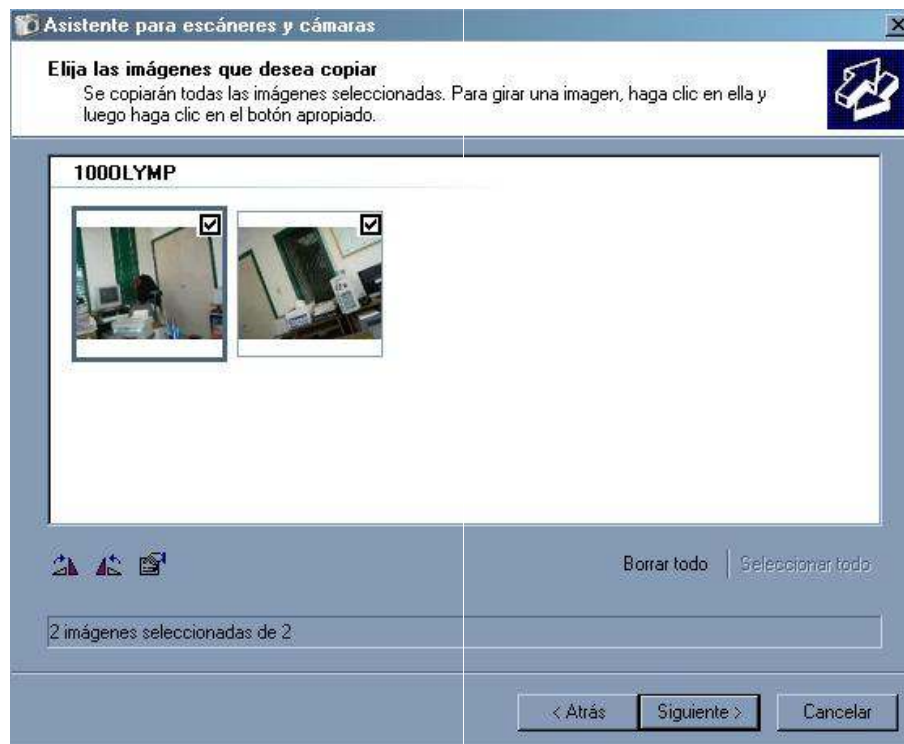 Asistente para escáneres y cámaras
Elija las imágenes que desea copiar
Se copiarán todas las imágenes seleccionadas. Para girar una imagen, haga clic en ella y
luego haga clic en el botón apropiado.
100OLYMP
Borrar todo
Seleccionar todo
2 imágenes seleccionadas de 2
< Atrás
Siguiente >
Cancelar